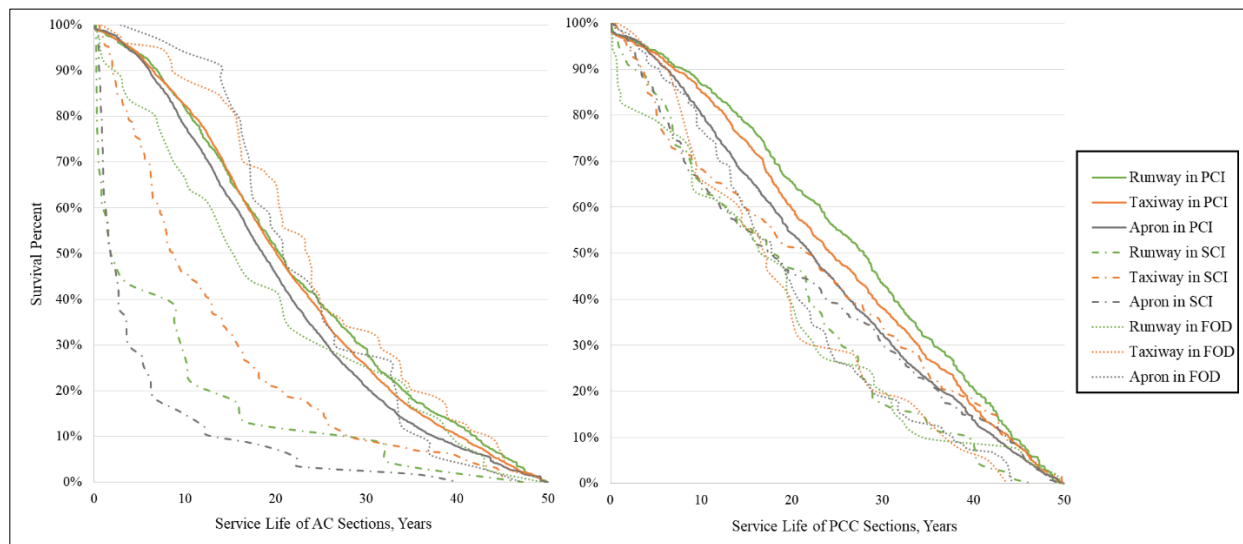 100%
90%
80%
70%
60%
50%
40%
30%
20%
10%
0%
Survival Percent
0 10 20 30 40 50
Service Life of AC Sections, Years
100%
90%
80%
70%
60%
50%
40%
30%
20%
10%
0%
0 10 20 30 40 50
Service Life of PCC Sections, Years
Runway in PCI
Taxiway in PCI
Apron in PCI
Runway in SCI
Taxiway in SCI
Apron in SCI
Runway in FOD
Taxiway in FOD
Apron in FOD